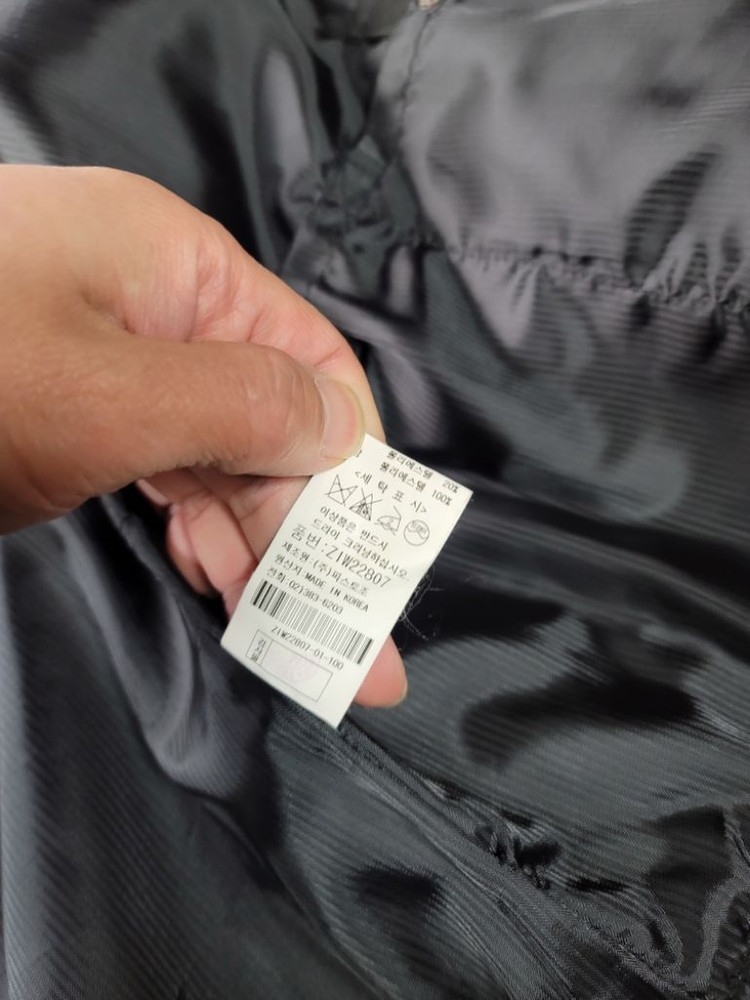 폴리에스텔 20%
폴리에스텔 100%
<세 탁 표 시>
이상품은 반드시
드라이 크리닝하십시오.
품번:ZIW22807
제조원:(주)피스토조
원산지:MADE IN KOREA
전화:02)383-6203
ZIW22807-01-100